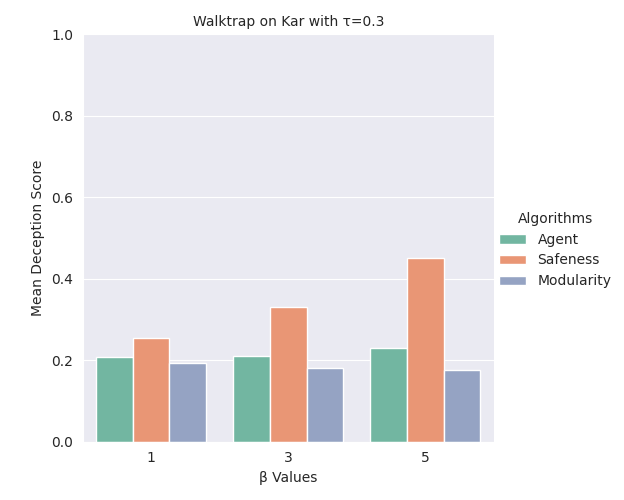 Walktrap on Kar with τ=0.3
1.0
0.8
0.6
0.4
0.2
0.0
Mean Deception Score
1
3
5
β Values
Algorithms
Agent
Safeness
Modularity